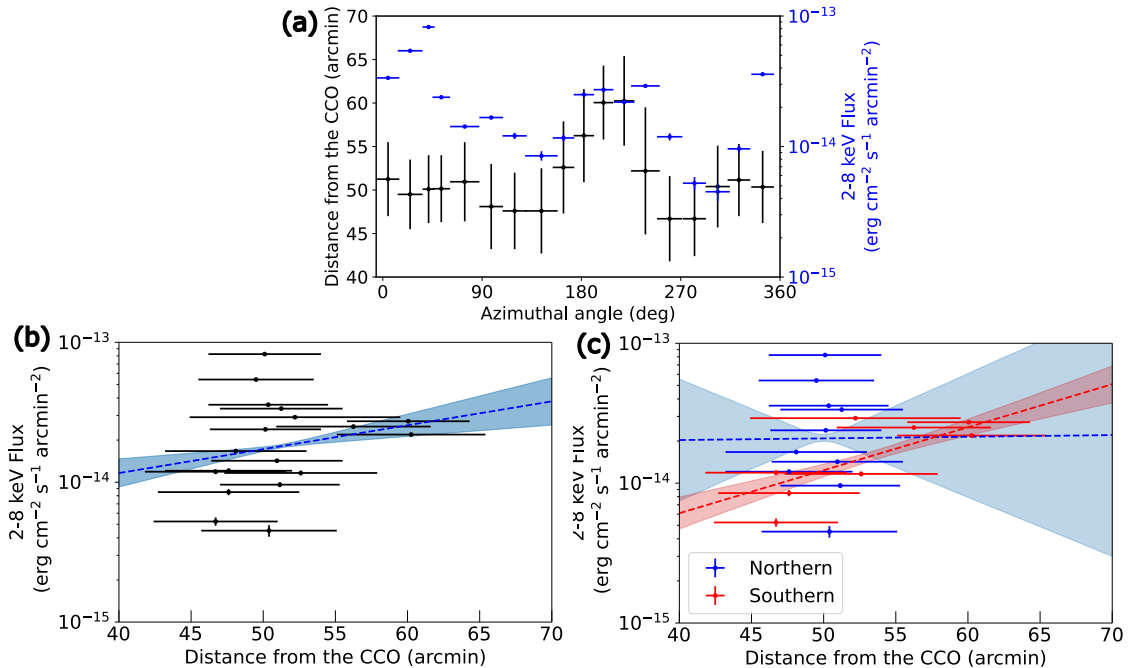 (a)
70
65
60
55
50
45
40
Distance from the CCO (arcmin)
10⁻¹³
10⁻¹⁴
10⁻¹⁵
2-8 keV Flux
(erg cm⁻² s⁻¹ arcmin⁻²)
0 90 180 270 360
Azimuthal angle (deg)
(b)
10⁻¹³
10⁻¹⁴
10⁻¹⁵
2-8 keV Flux
(erg cm⁻² s⁻¹ arcmin⁻²)
40 45 50 55 60 65 70
Distance from the CCO (arcmin)
(c)
10⁻¹³
10⁻¹⁴
10⁻¹⁵
2-8 keV Flux
(erg cm⁻² s⁻¹ arcmin⁻²)
Northern
Southern
40 45 50 55 60 65 70
Distance from the CCO (arcmin)